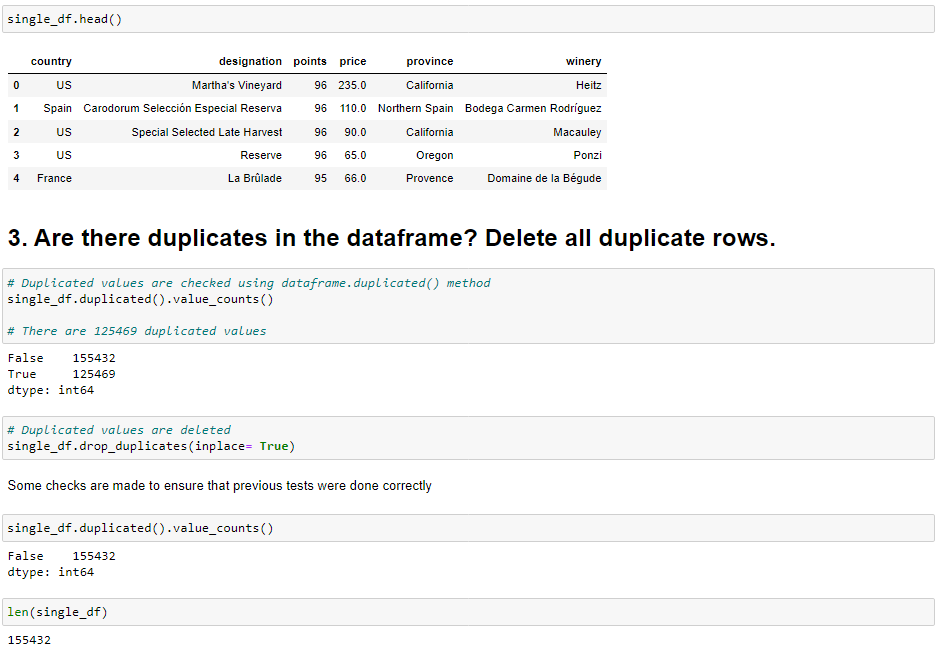 single_df.head()
country designation points price province winery
0 US Martha's Vineyard 96 235.0 California Heitz
1 Spain Carodorum Selección Especial Reserva 96 110.0 Northern Spain Bodega Carmen Rodríguez
2 US Special Selected Late Harvest 96 90.0 California Macauley
3 US Reserve 96 65.0 Oregon Ponzi
4 France La Brûlade 95 66.0 Provence Domaine de la Bégude
3. Are there duplicates in the dataframe? Delete all duplicate rows.
# Duplicated values are checked using dataframe.duplicated() method
single_df.duplicated().value_counts()
# There are 125469 duplicated values
False    155432
True     125469
dtype: int64
# Duplicated values are deleted
single_df.drop_duplicates(inplace= True)
Some checks are made to ensure that previous tests were done correctly
single_df.duplicated().value_counts()
False    155432
dtype: int64
len(single_df)
155432